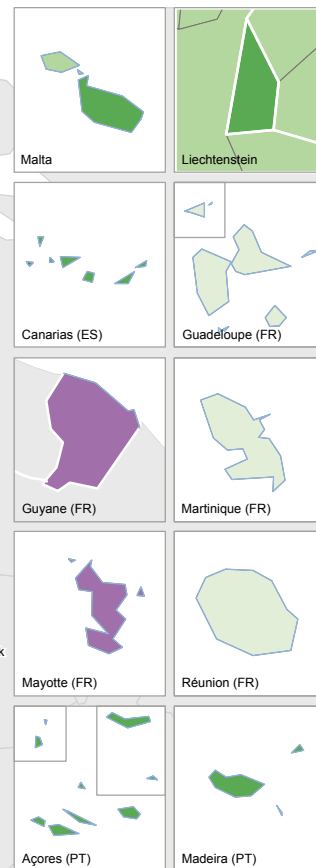 Malta
Liechtenstein
Canarias (ES)
Guadeloupe (FR)
Guyane (FR)
Martinique (FR)
Mayotte (FR)
Réunion (FR)
k
Açores (PT)
Madeira (PT)